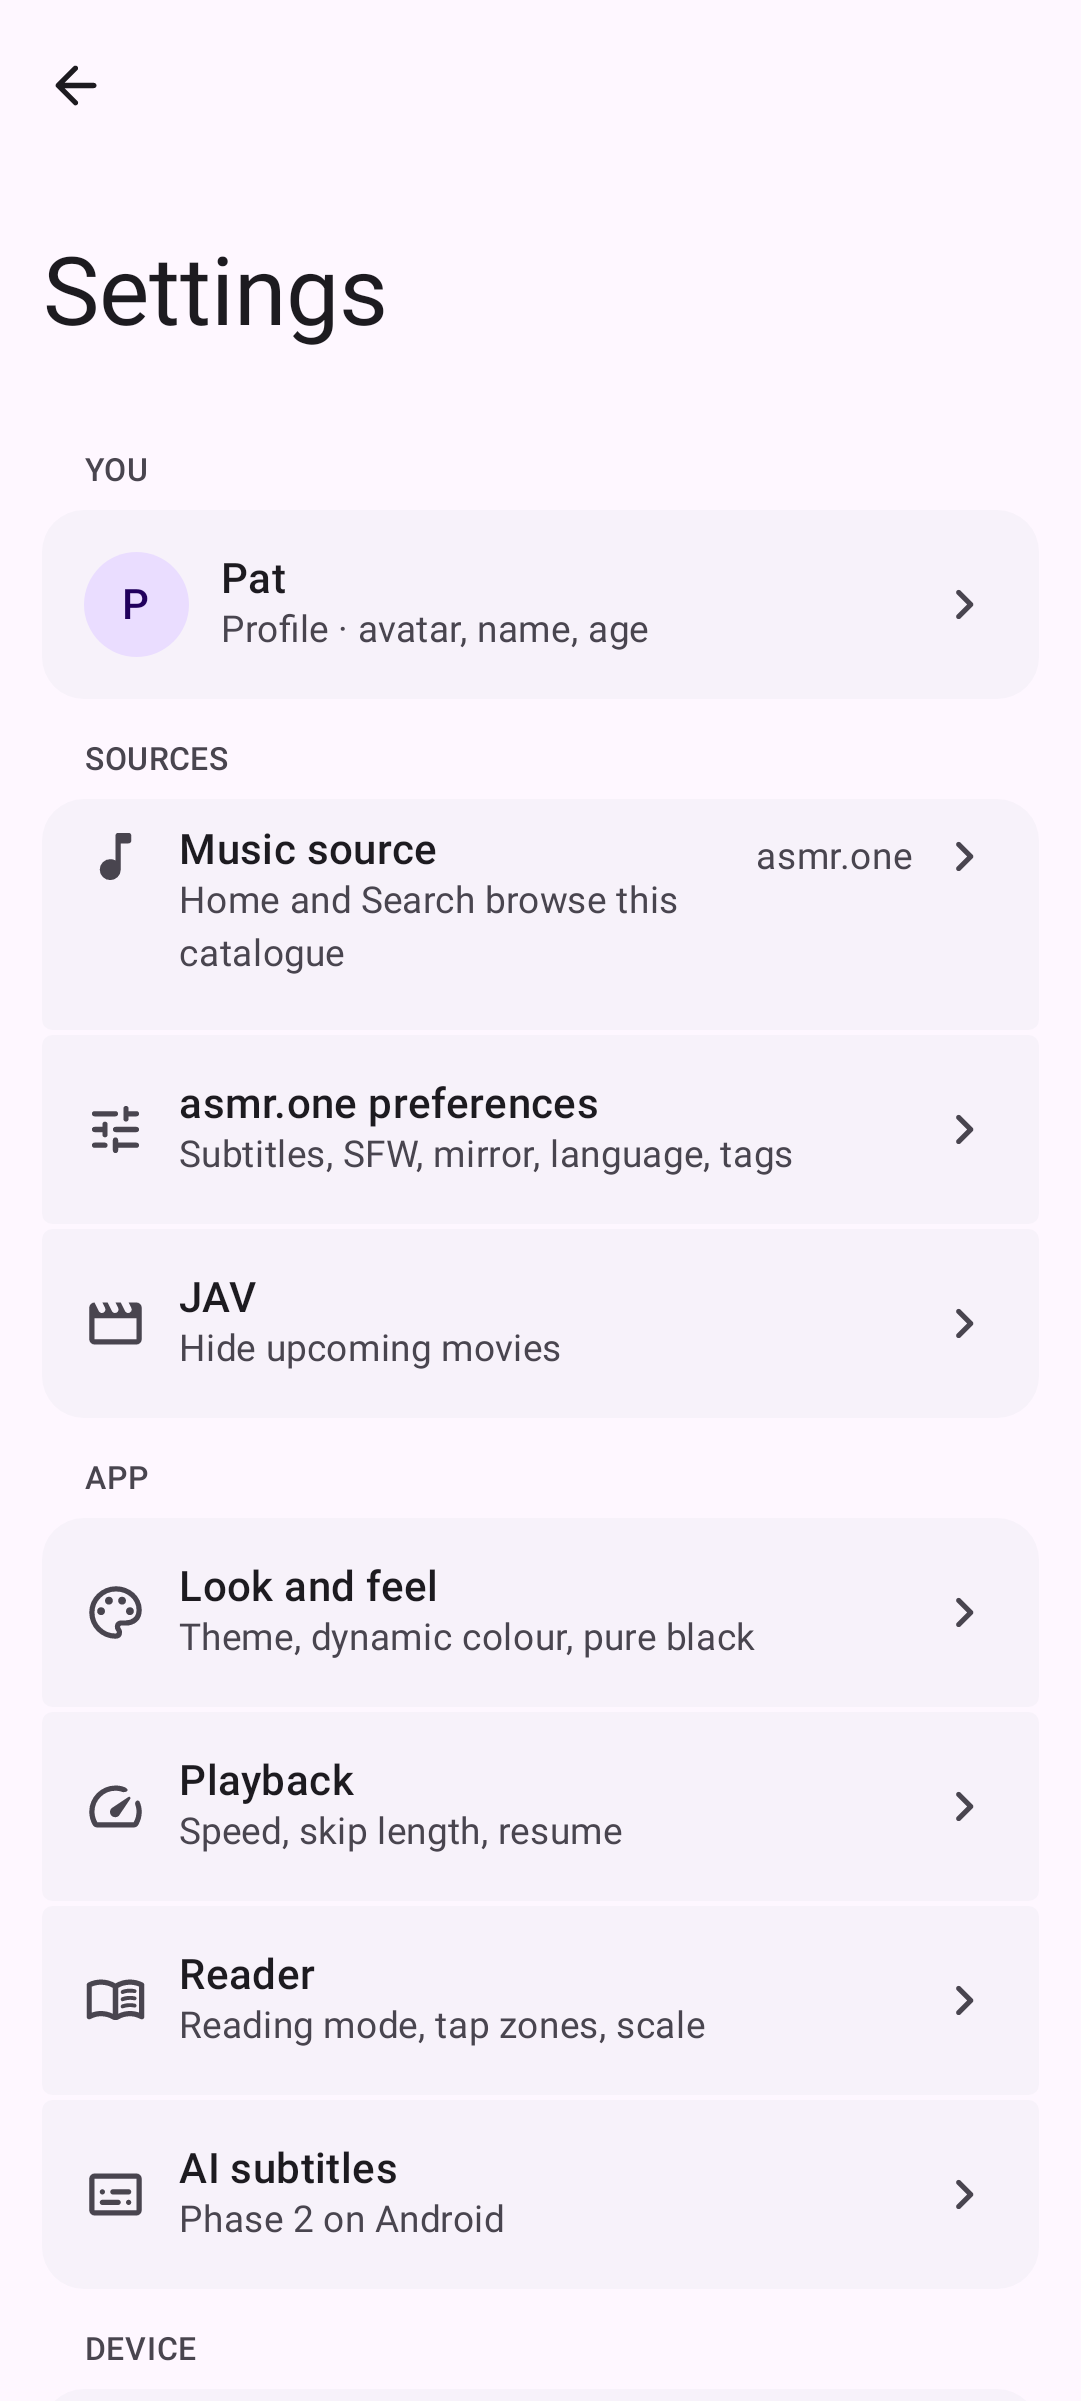 Settings
YOU
P
Pat
Profile · avatar, name, age
SOURCES
Music source
asmr.one
Home and Search browse this
catalogue
asmr.one preferences
Subtitles, SFW, mirror, language, tags
JAV
Hide upcoming movies
APP
Look and feel
Theme, dynamic colour, pure black
Playback
Speed, skip length, resume
Reader
Reading mode, tap zones, scale
AI subtitles
Phase 2 on Android
DEVICE